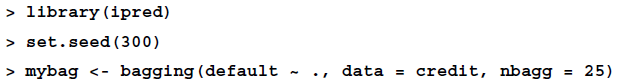 > library(ipred)
> set.seed(300)
> mybag <- bagging(default ~ ., data = credit, nbagg = 25)